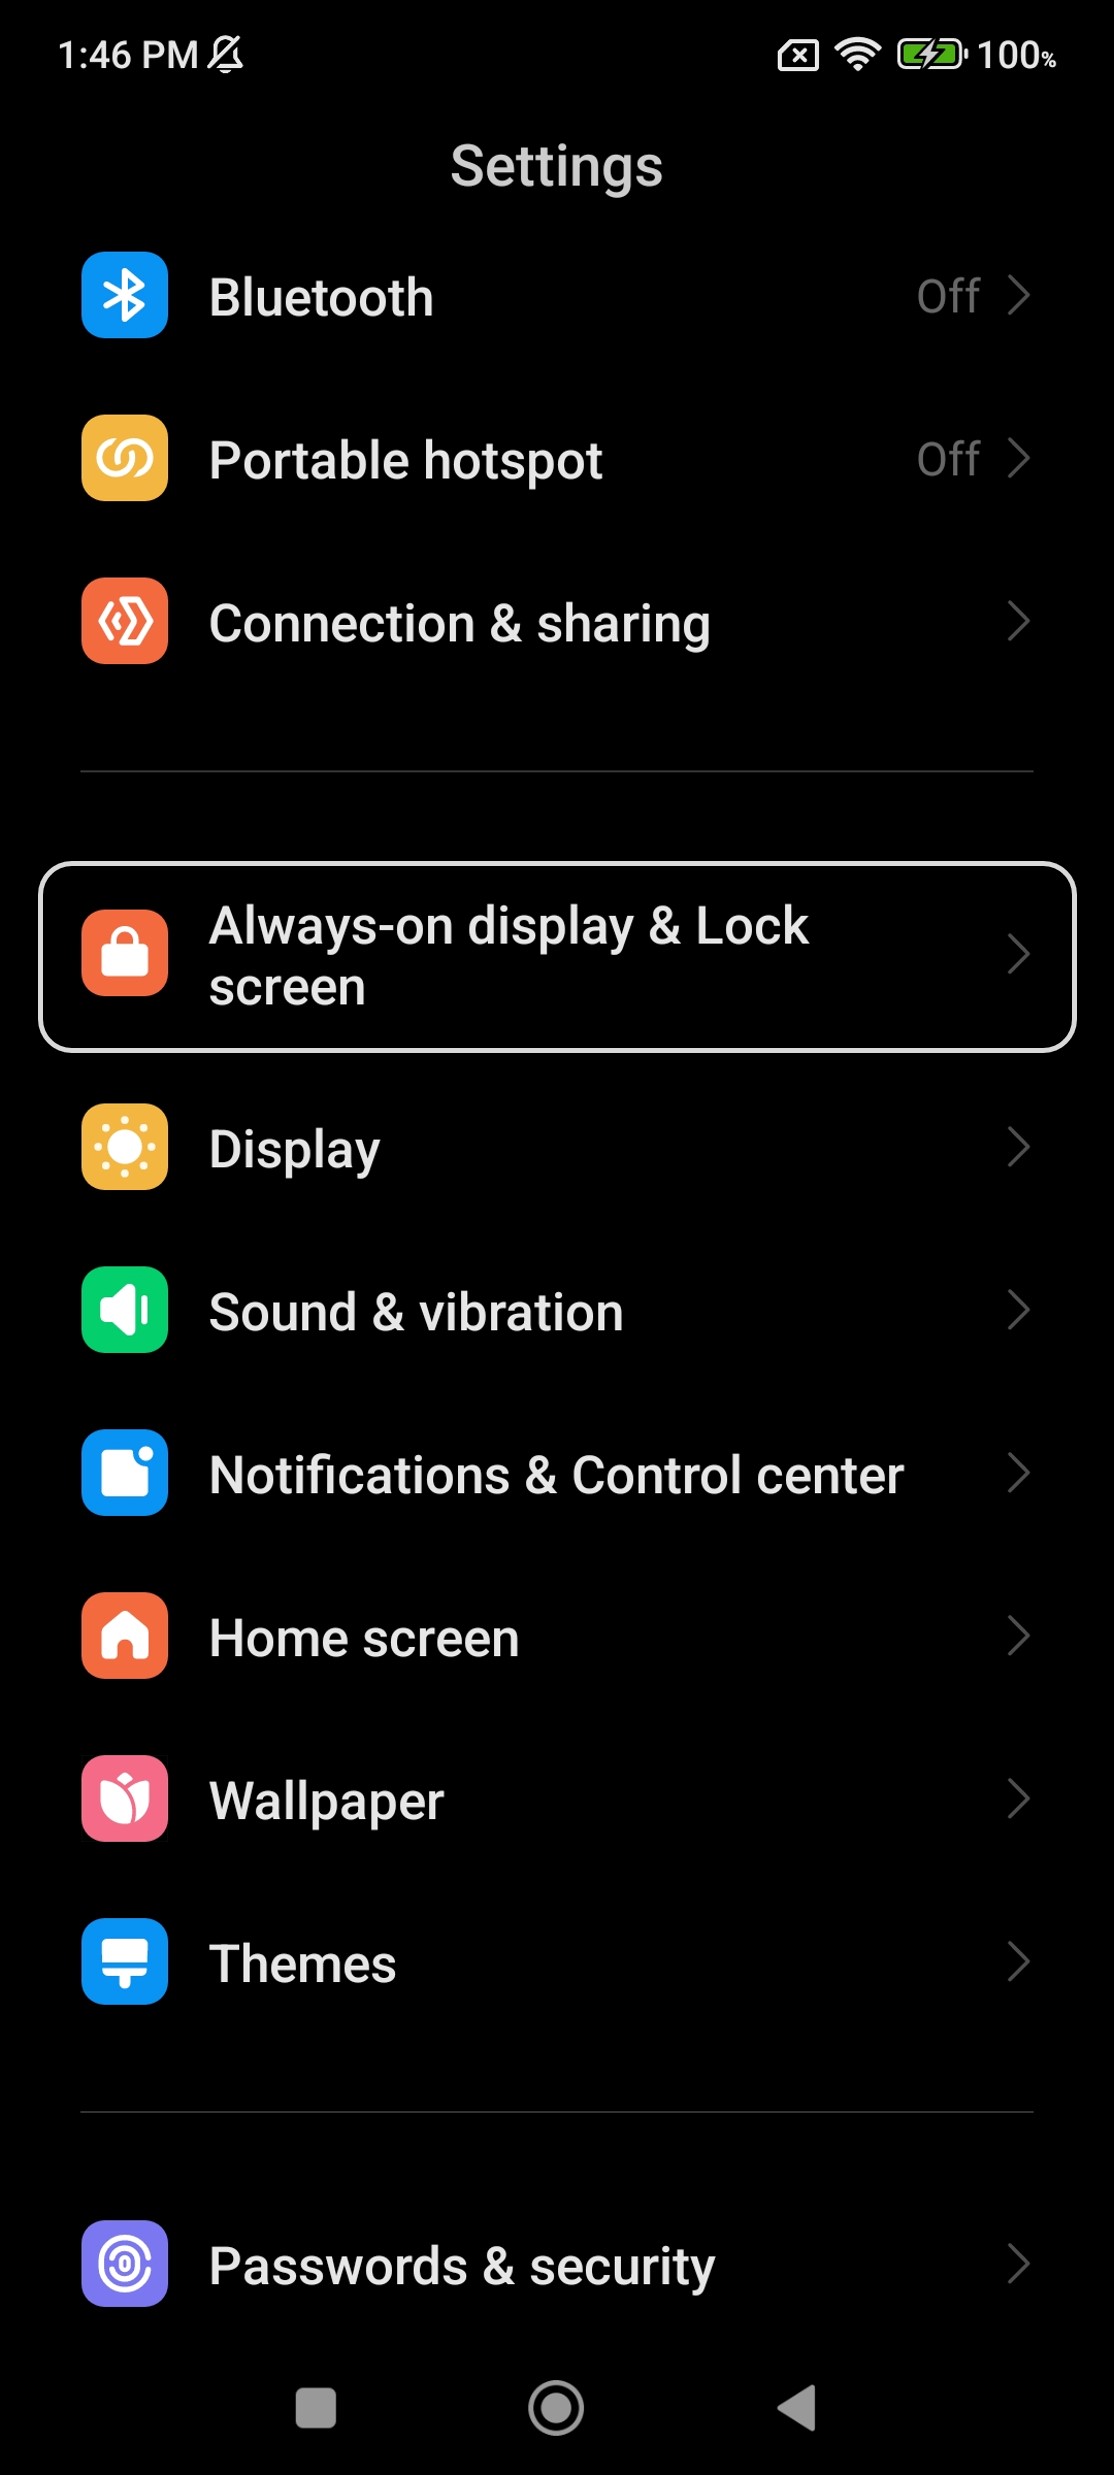 1:46 PM 100%
Settings
Bluetooth Off
Portable hotspot Off
Connection & sharing
Always-on display & Lock
screen
Display
Sound & vibration
Notifications & Control center
Home screen
Wallpaper
Themes
Passwords & security